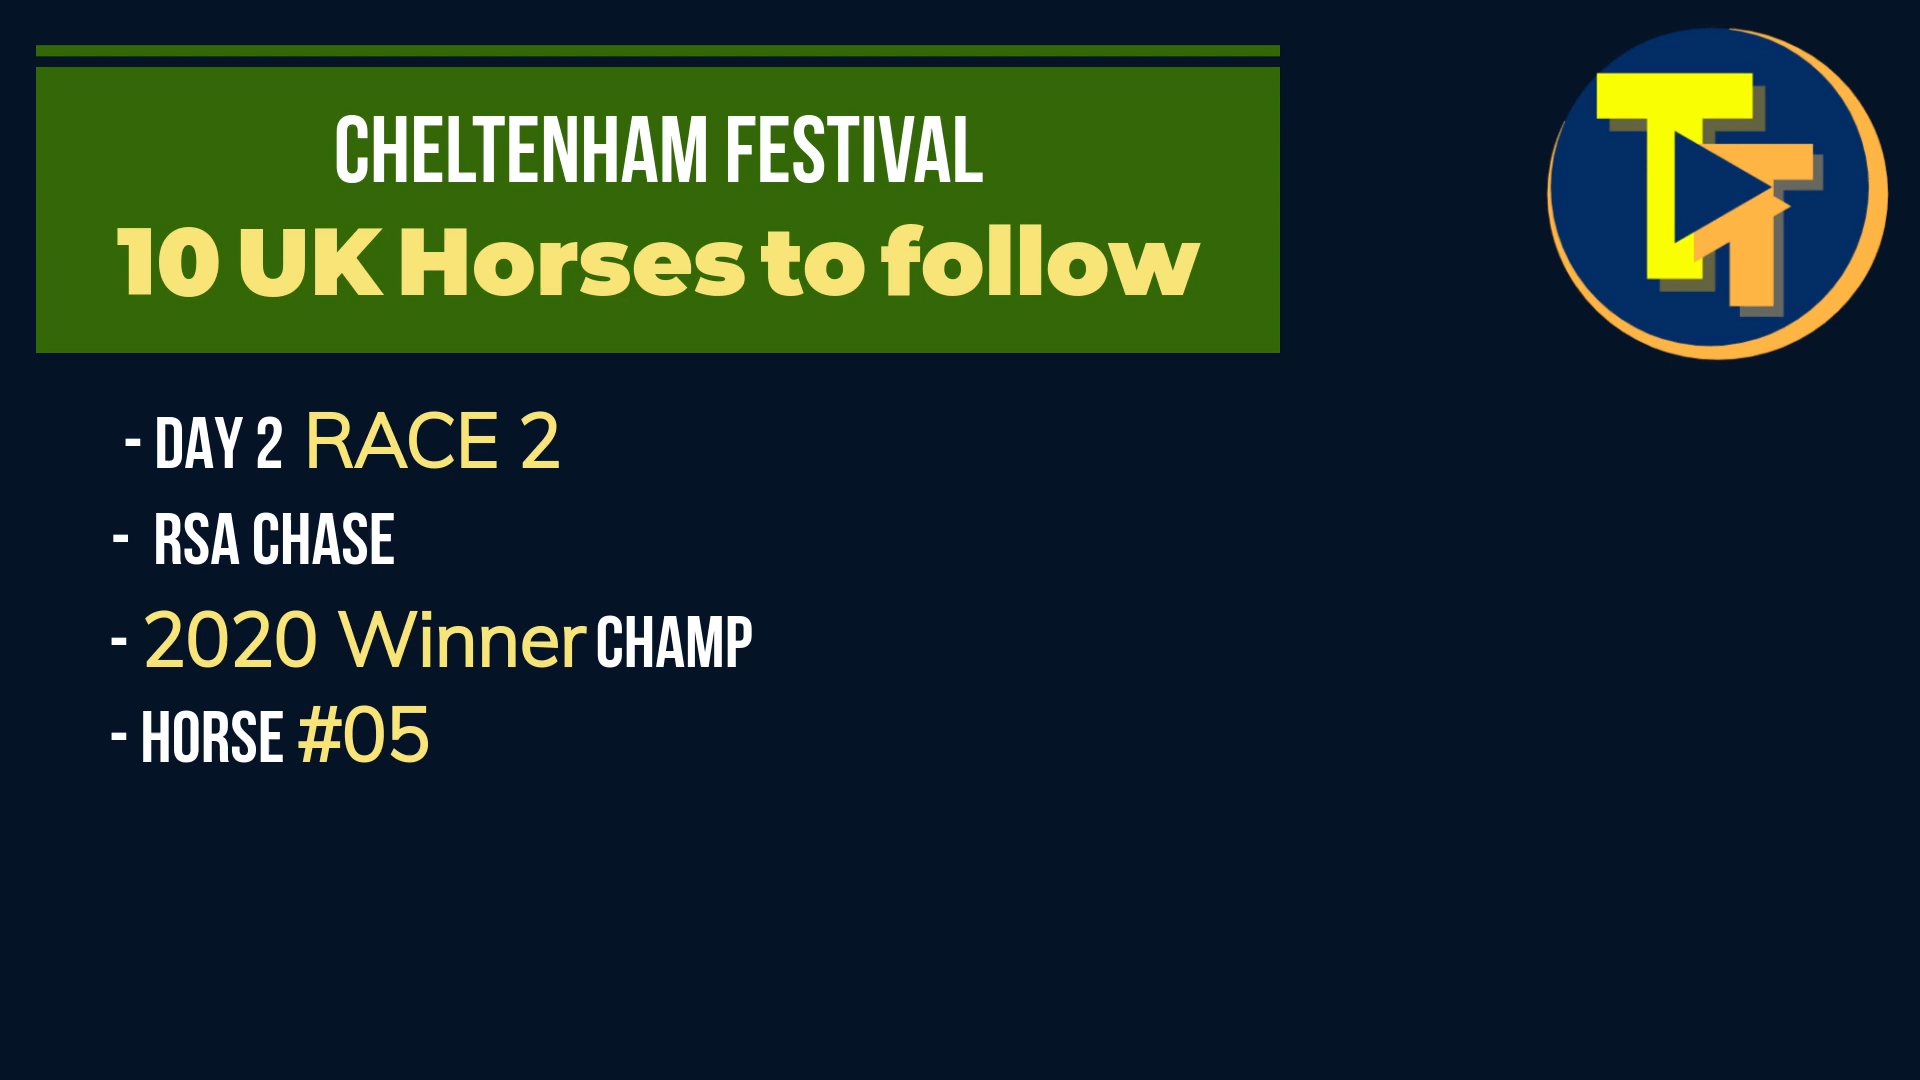 CHELTENHAM FESTIVAL
10 UK Horses to follow
- DAY 2 RACE 2
- RSA CHASE
- 2020 Winner CHAMP
- HORSE #05